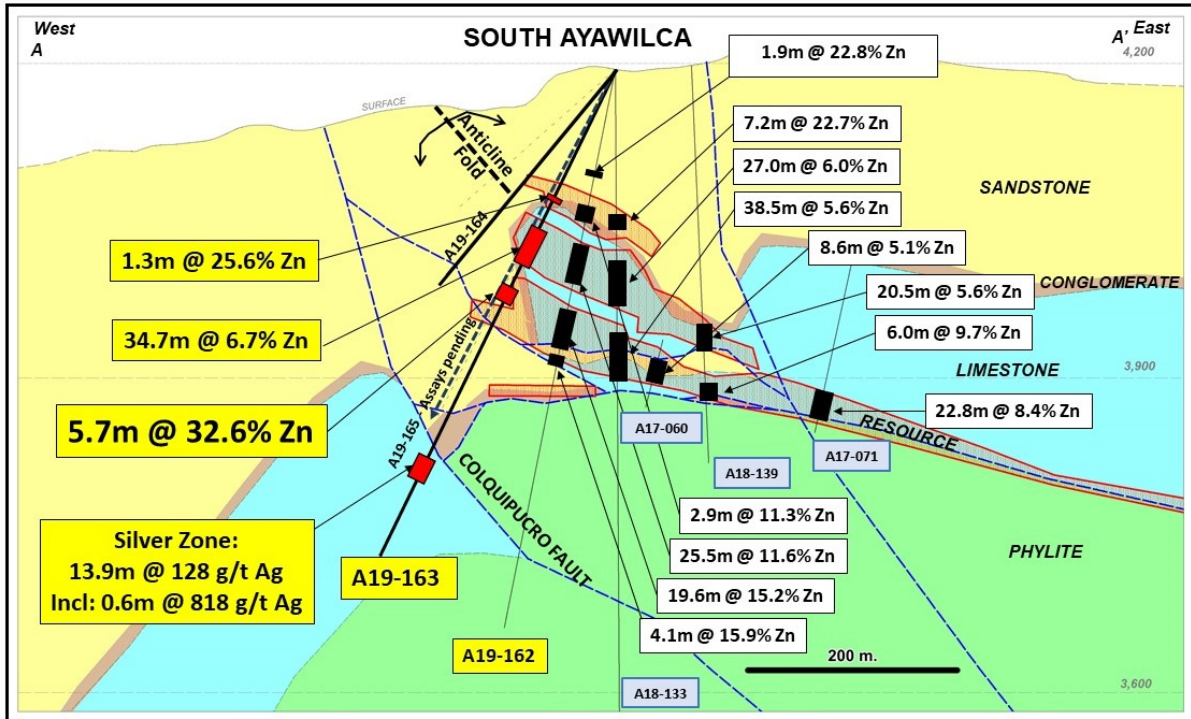 West
A
SOUTH AYAWILCA
A' East
4,200
1.9m @ 22.8% Zn
SURFACE
7.2m @ 22.7% Zn
Anticline
Fold
27.0m @ 6.0% Zn
SANDSTONE
38.5m @ 5.6% Zn
A19-164
8.6m @ 5.1% Zn
1.3m @ 25.6% Zn
CONGLOMERATE
20.5m @ 5.6% Zn
34.7m @ 6.7% Zn
6.0m @ 9.7% Zn
Assays pending
LIMESTONE
3,900
5.7m @ 32.6% Zn
22.8m @ 8.4% Zn
RESOURCE
A17-060
A19-165
A18-139
A17-071
COLQUIPUCRO FAULT
2.9m @ 11.3% Zn
Silver Zone:
13.9m @ 128 g/t Ag
Incl: 0.6m @ 818 g/t Ag
25.5m @ 11.6% Zn
PHYLITE
A19-163
19.6m @ 15.2% Zn
4.1m @ 15.9% Zn
A19-162
200 m.
A18-133
3,600